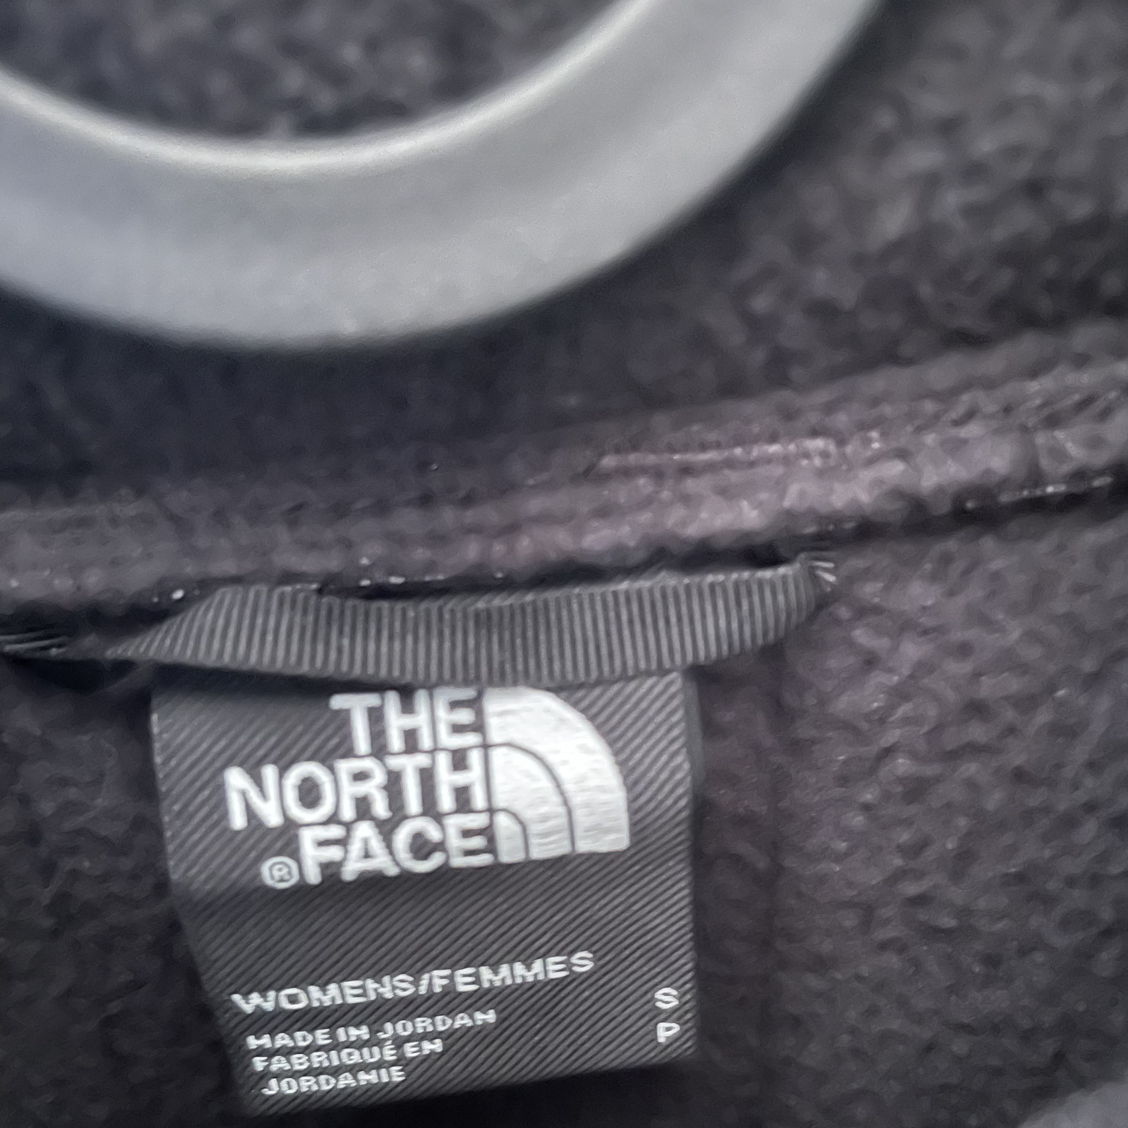 THE
NORTH
®FACE
WOMENS/FEMMES
S
MADE IN JORDAN
P
FABRIQUÉ EN
JORDANIE